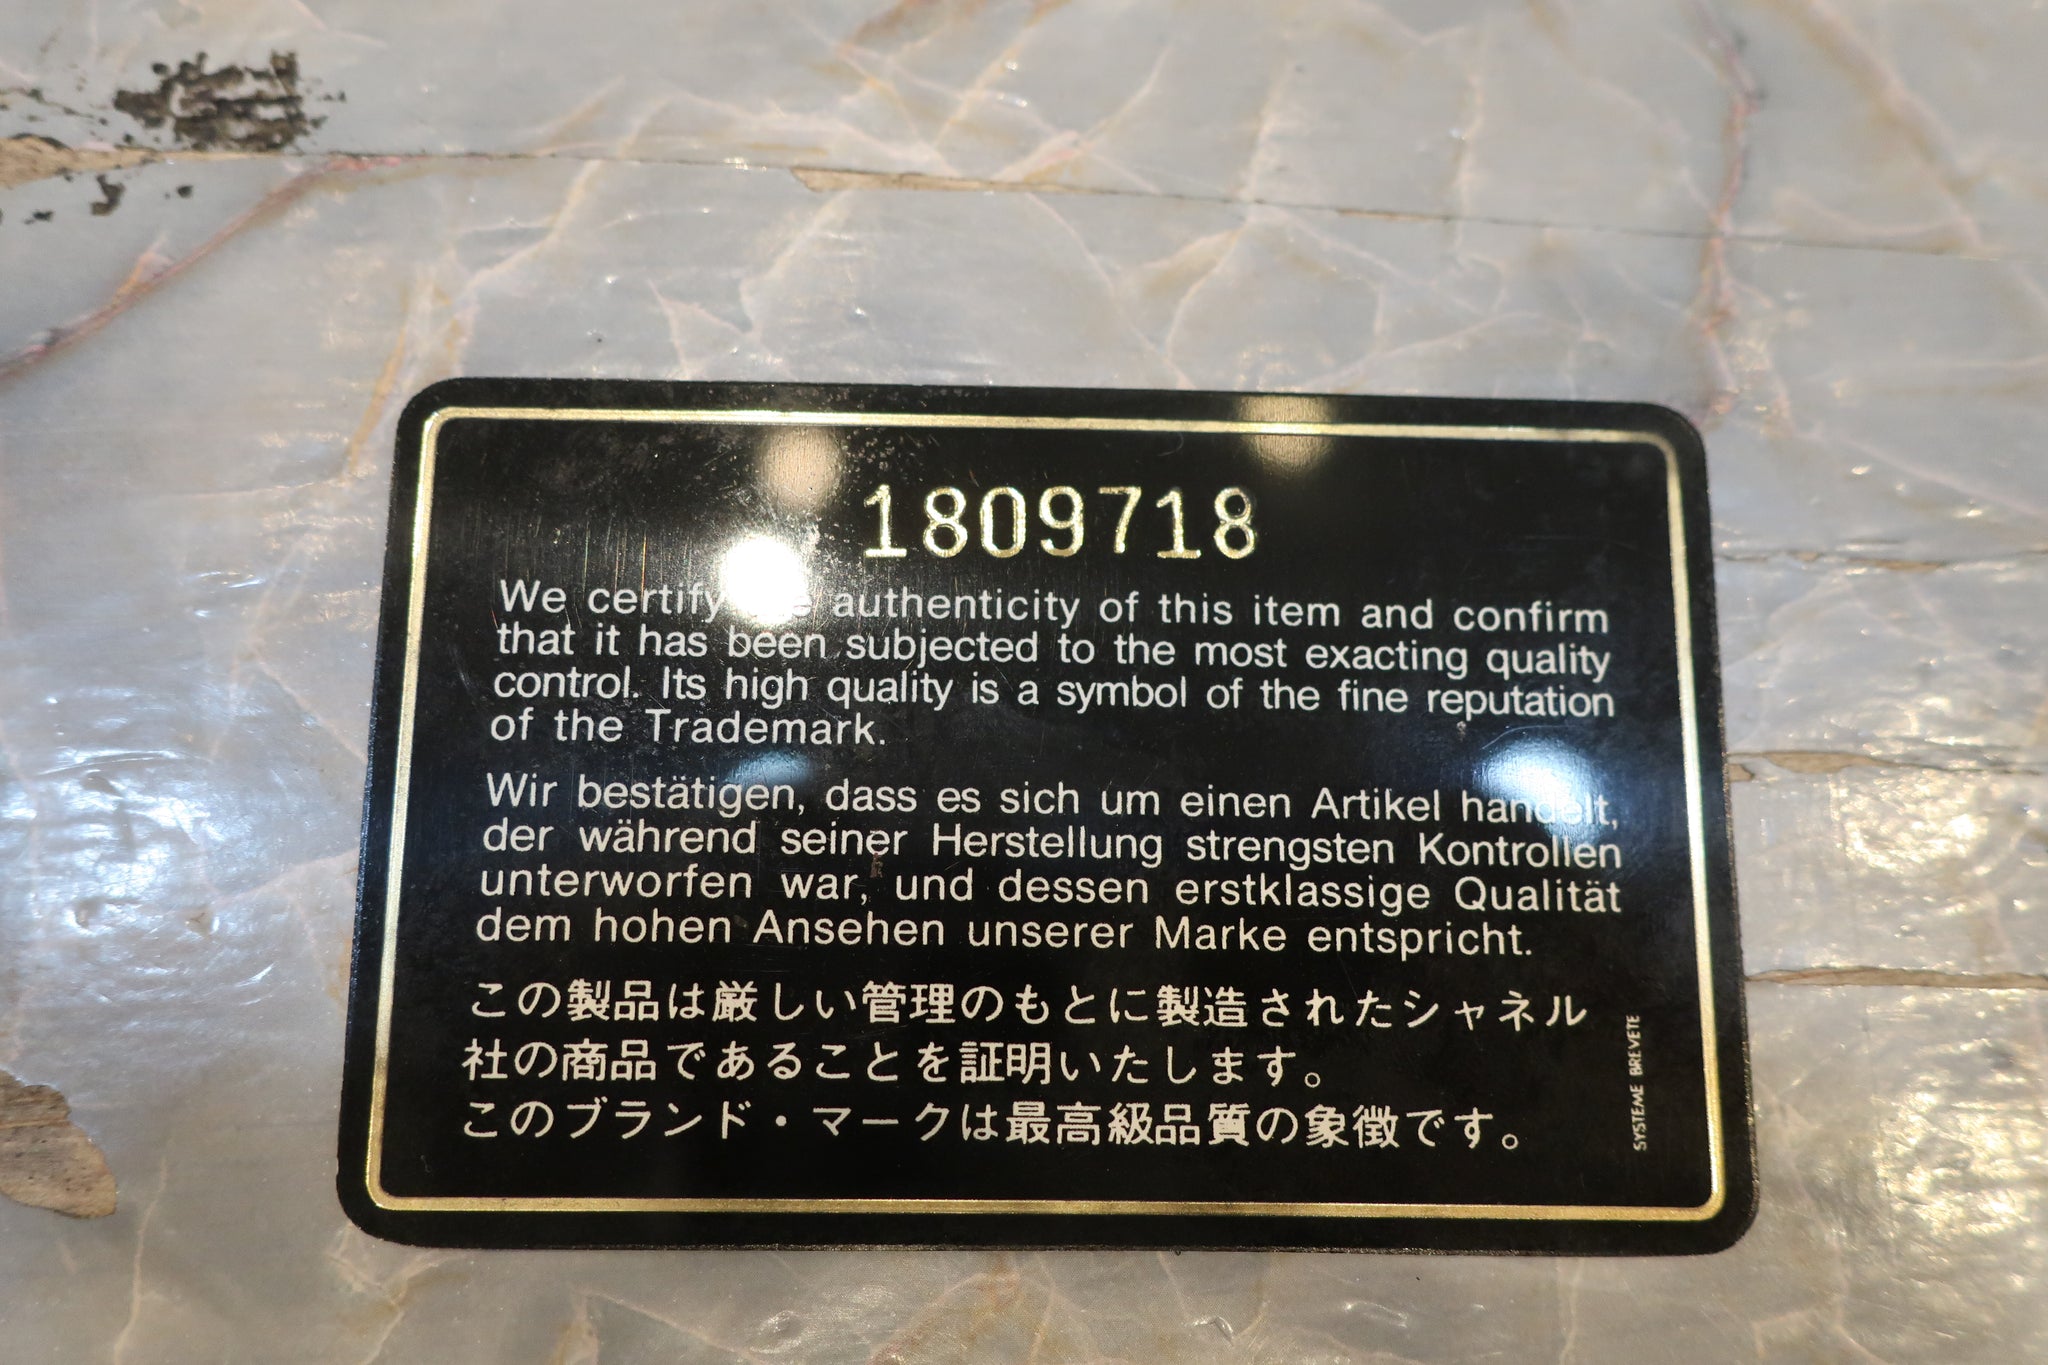 1809718
We certify authenticity of this item and confirm
that it has been subjected to the most exacting quality
control. Its high quality is a symbol of the fine reputation
of the Trademark.
Wir bestätigen, dass es sich um einen Artikel handelt,
der während seiner Herstellung strengsten Kontrollen
unterworfen war, und dessen erstklassige Qualität
dem hohen Ansehen unserer Marke entspricht.
この製品は厳しい管理のもとに製造されたシャネル
社の商品であることを証明いたします。
このブランド・マークは最高級品質の象徴です。
SYSTEME BREVETE